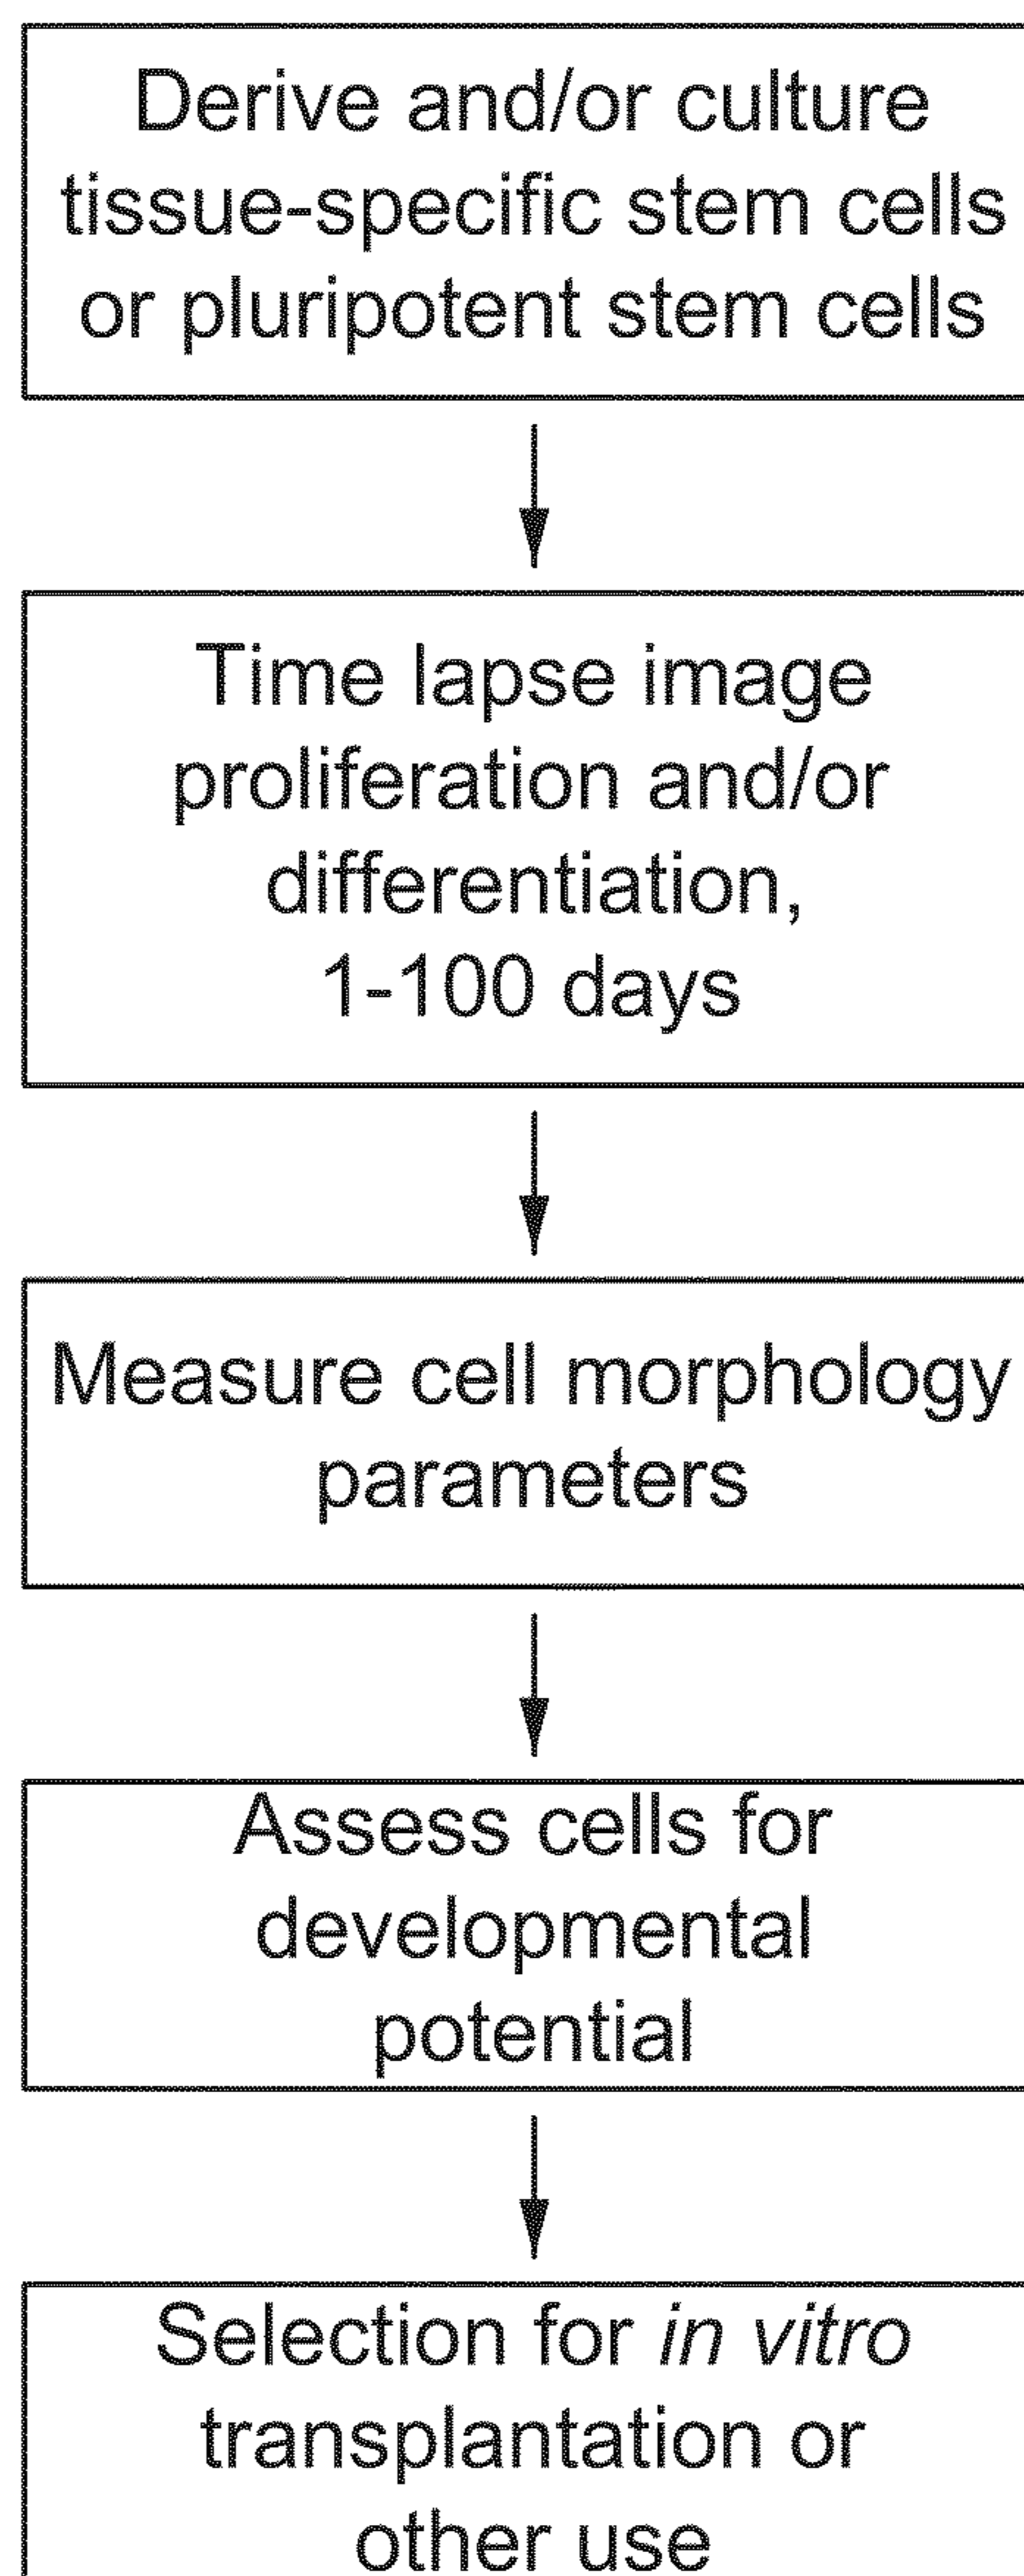 Derive and/or culture
tissue-specific stem cells
or pluripotent stem cells
Time lapse image
proliferation and/or
differentiation,
1-100 days
Measure cell morphology
parameters
Assess cells for
developmental
potential
Selection for in vitro
transplantation or
other use